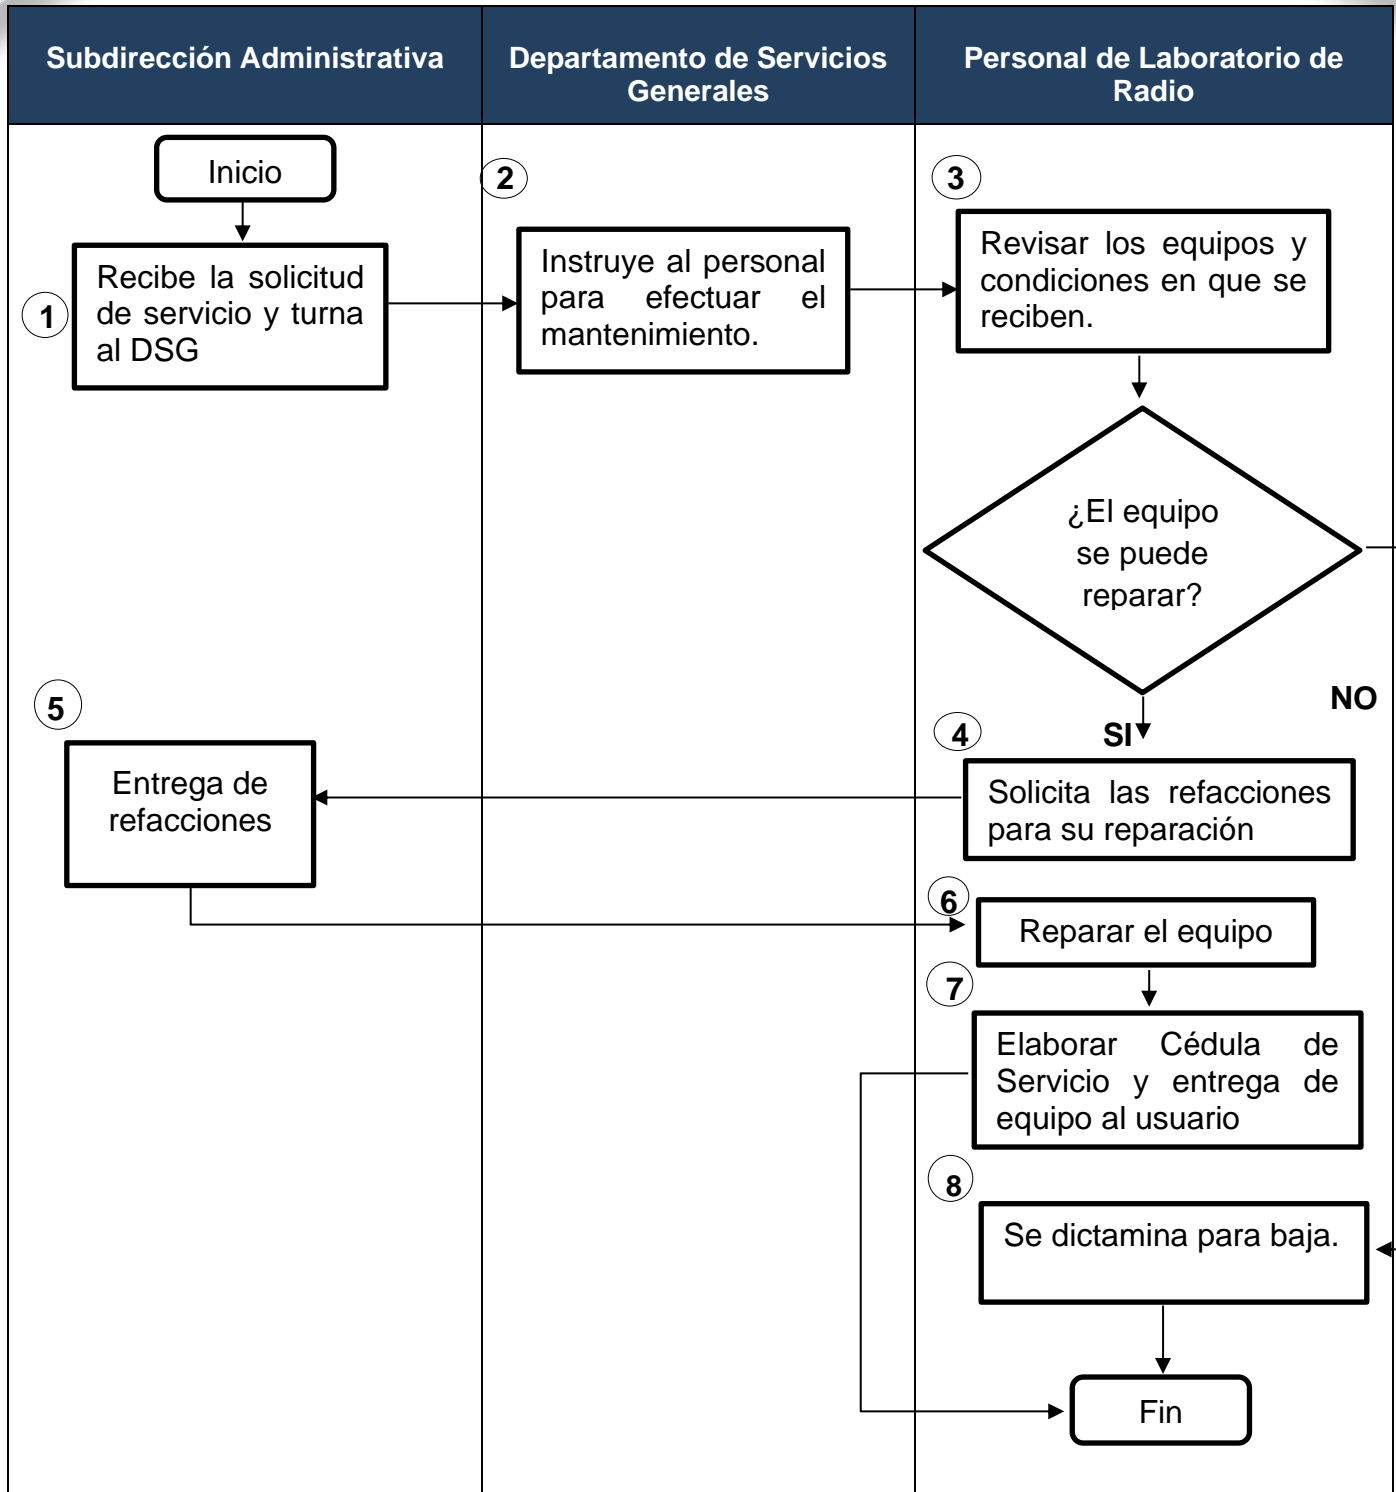 Subdirección Administrativa
Departamento de Servicios
Generales
Personal de Laboratorio de
Radio
Inicio
1
Recibe la solicitud
de servicio y turna
al DSG
2
Instruye al personal
para efectuar el
mantenimiento.
3
Revisar los equipos y
condiciones en que se
reciben.
¿El equipo
se puede
reparar?
NO
SI
4
Solicita las refacciones
para su reparación
5
Entrega de
refacciones
6
Reparar el equipo
7
Elaborar Cédula de
Servicio y entrega de
equipo al usuario
8
Se dictamina para baja.
Fin